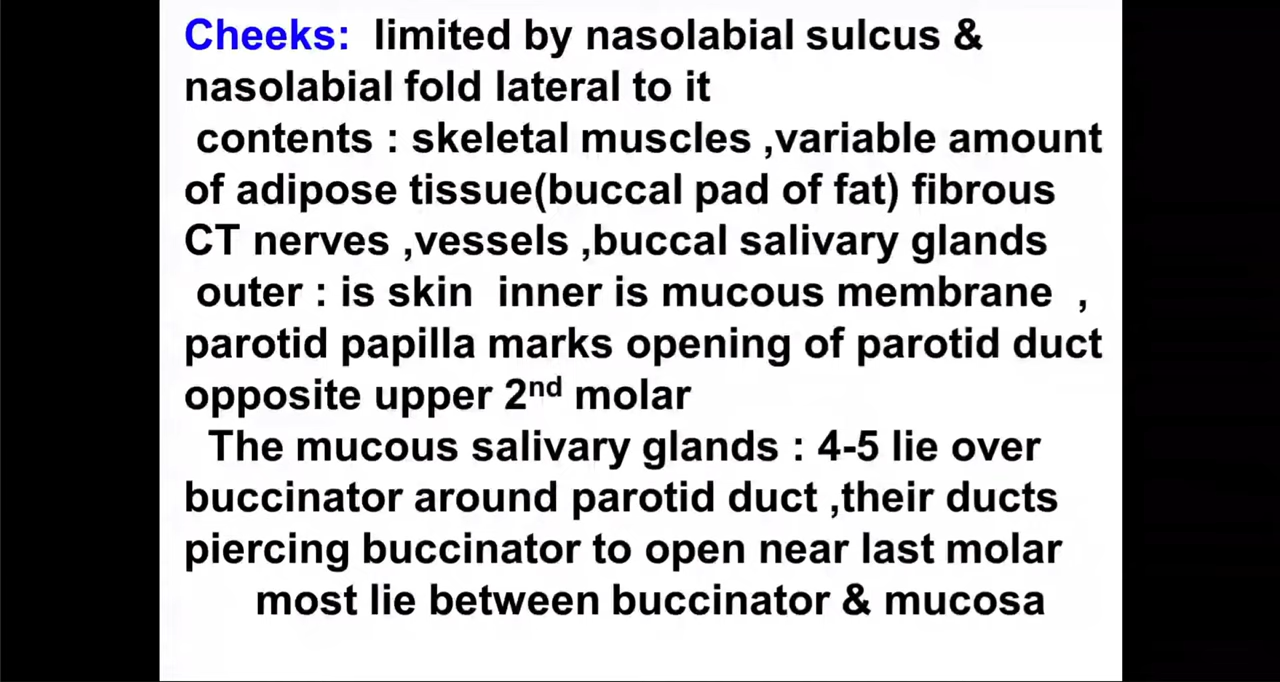 Cheeks: limited by nasolabial sulcus &
nasolabial fold lateral to it
contents : skeletal muscles ,variable amount
of adipose tissue(buccal pad of fat) fibrous
CT nerves ,vessels ,buccal salivary glands
outer : is skin inner is mucous membrane ,
parotid papilla marks opening of parotid duct
opposite upper 2nd molar
The mucous salivary glands : 4-5 lie over
buccinator around parotid duct ,their ducts
piercing buccinator to open near last molar
most lie between buccinator & mucosa